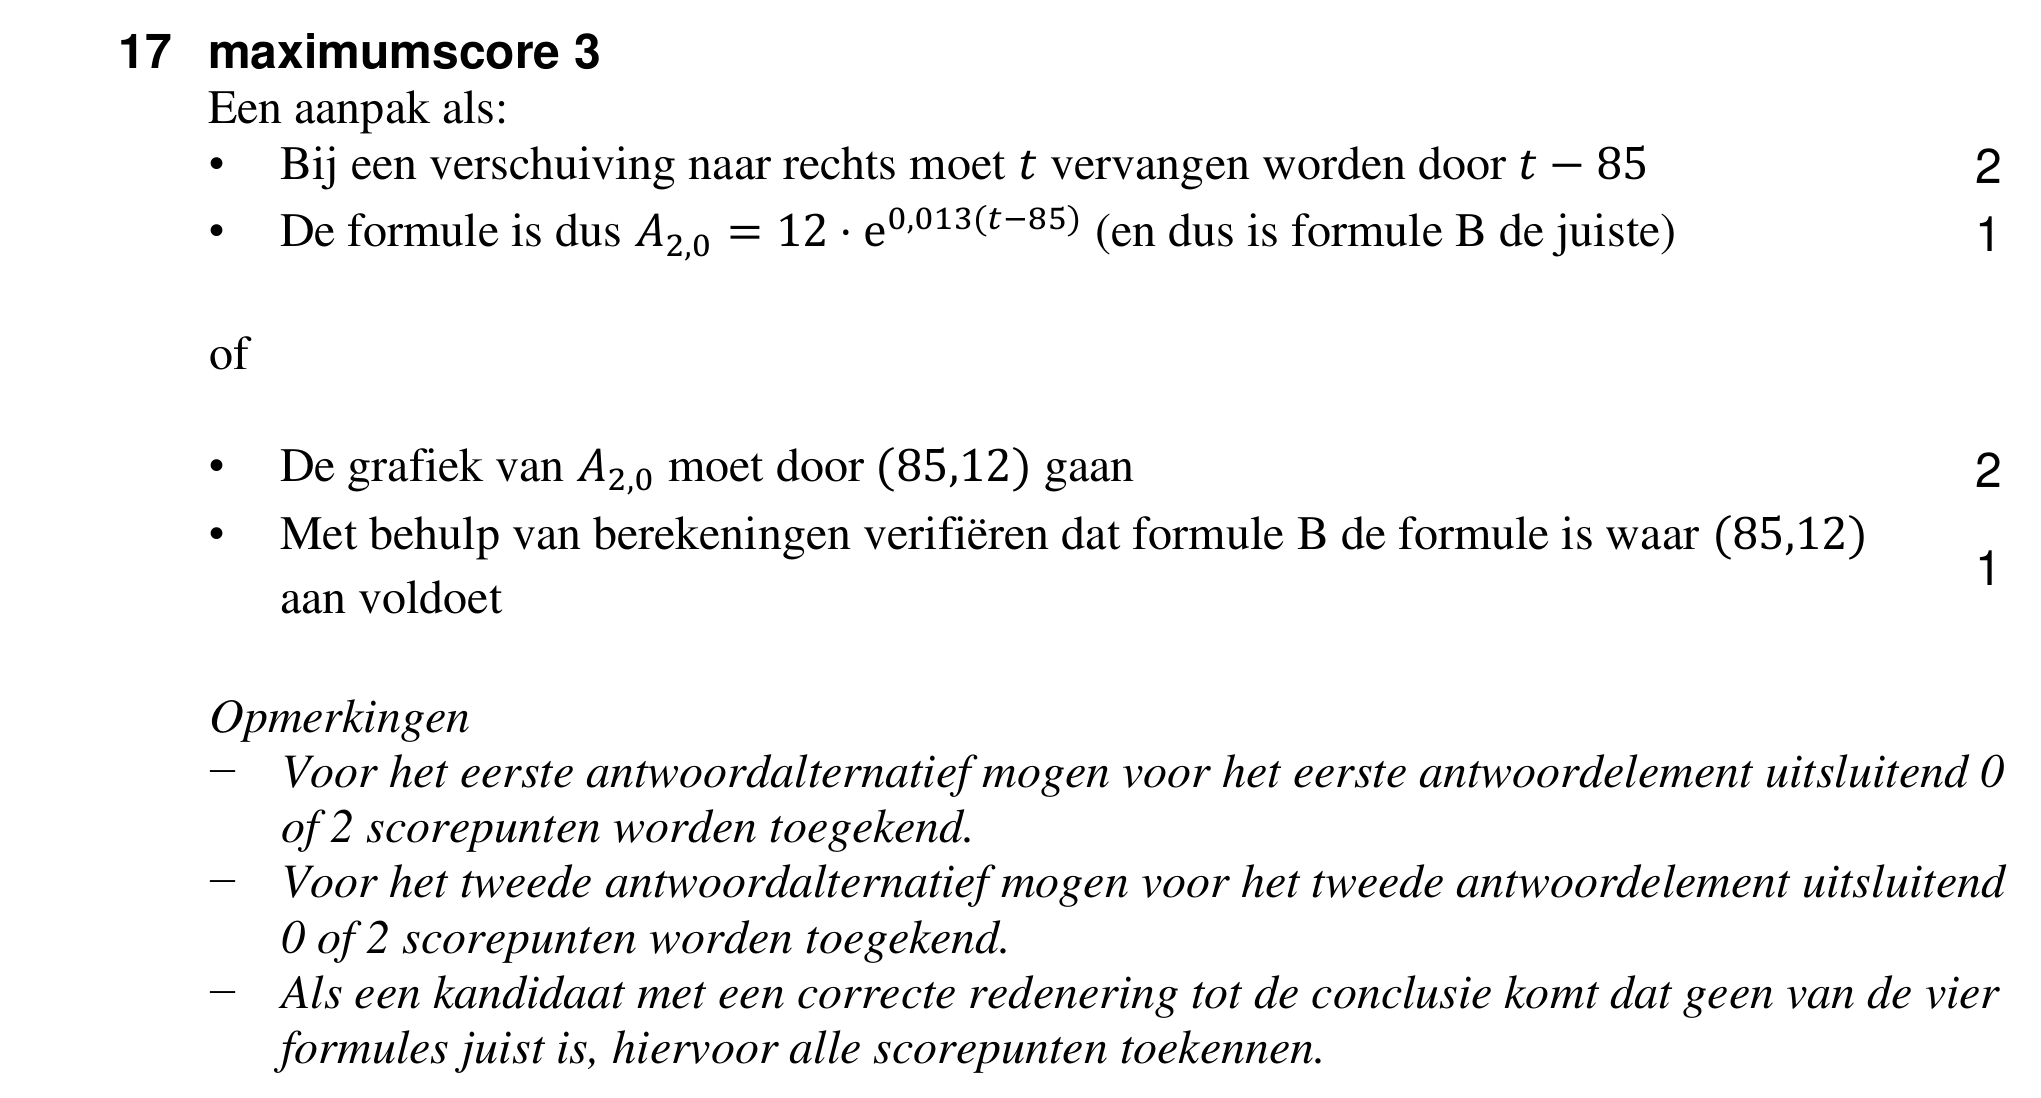 17 maximumscore 3
Een aanpak als:
• Bij een verschuiving naar rechts moet t vervangen worden door t − 85 2
• De formule is dus A₂,₀ = 12 · e^0,013(t−85) (en dus is formule B de juiste) 1
of
• De grafiek van A₂,₀ moet door (85,12) gaan 2
• Met behulp van berekeningen verifiëren dat formule B de formule is waar (85,12)
aan voldoet 1
Opmerkingen
− Voor het eerste antwoordalternatief mogen voor het eerste antwoordelement uitsluitend 0
of 2 scorepunten worden toegekend.
− Voor het tweede antwoordalternatief mogen voor het tweede antwoordelement uitsluitend
0 of 2 scorepunten worden toegekend.
− Als een kandidaat met een correcte redenering tot de conclusie komt dat geen van de vier
formules juist is, hiervoor alle scorepunten toekennen.